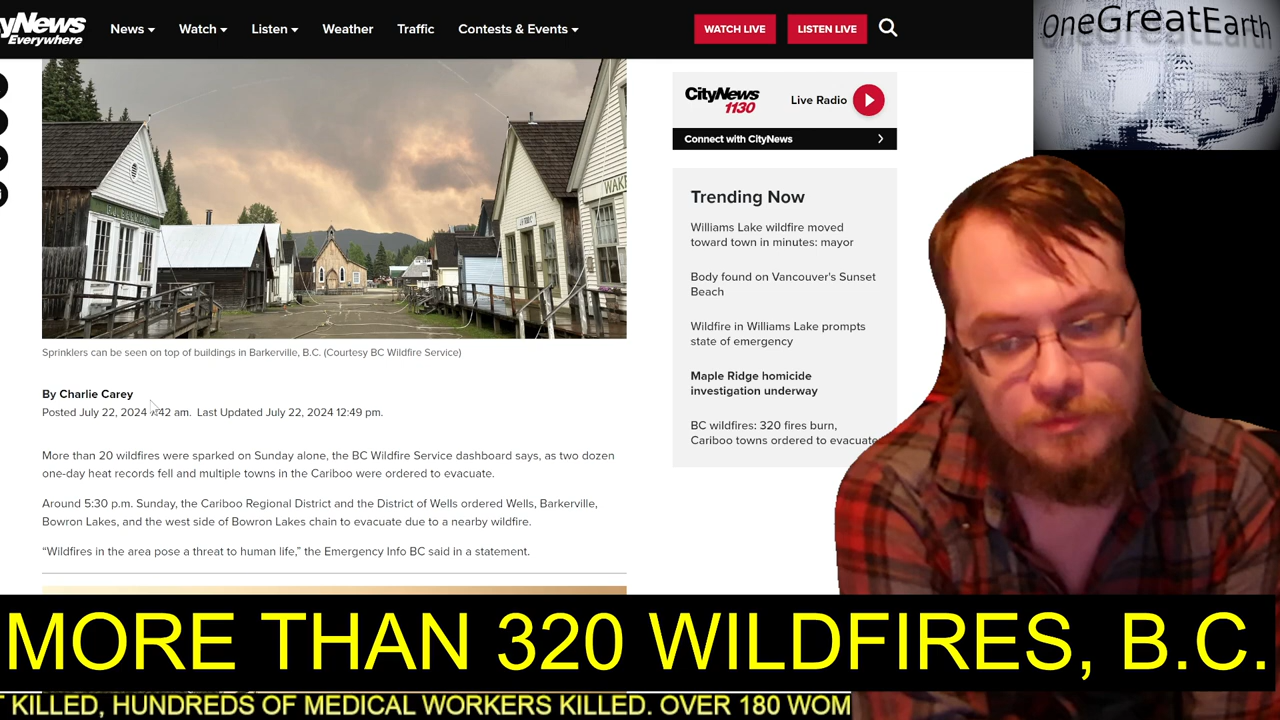 yNews
Everywhere
News
Watch
Listen
Weather
Traffic
Contests & Events
WATCH LIVE
LISTEN LIVE
OneGreatEarth
CityNews
1130
Live Radio
Connect with CityNews
Trending Now
Williams Lake wildfire moved
toward town in minutes: mayor
Body found on Vancouver's Sunset
Beach
Wildfire in Williams Lake prompts
state of emergency
Maple Ridge homicide
investigation underway
BC wildfires: 320 fires burn,
Cariboo towns ordered to evacuate
WAKE
Sprinklers can be seen on top of buildings in Barkerville, B.C. (Courtesy BC Wildfire Service)
By Charlie Carey
Posted July 22, 2024 :42 am. Last Updated July 22, 2024 12:49 pm.
More than 20 wildfires were sparked on Sunday alone, the BC Wildfire Service dashboard says, as two dozen
one-day heat records fell and multiple towns in the Cariboo were ordered to evacuate.
Around 5:30 p.m. Sunday, the Cariboo Regional District and the District of Wells ordered Wells, Barkerville,
Bowron Lakes, and the west side of Bowron Lakes chain to evacuate due to a nearby wildfire.
“Wildfires in the area pose a threat to human life,” the Emergency Info BC said in a statement.
MORE THAN 320 WILDFIRES, B.C.
T KILLED, HUNDREDS OF MEDICAL WORKERS KILLED. OVER 180 WOM